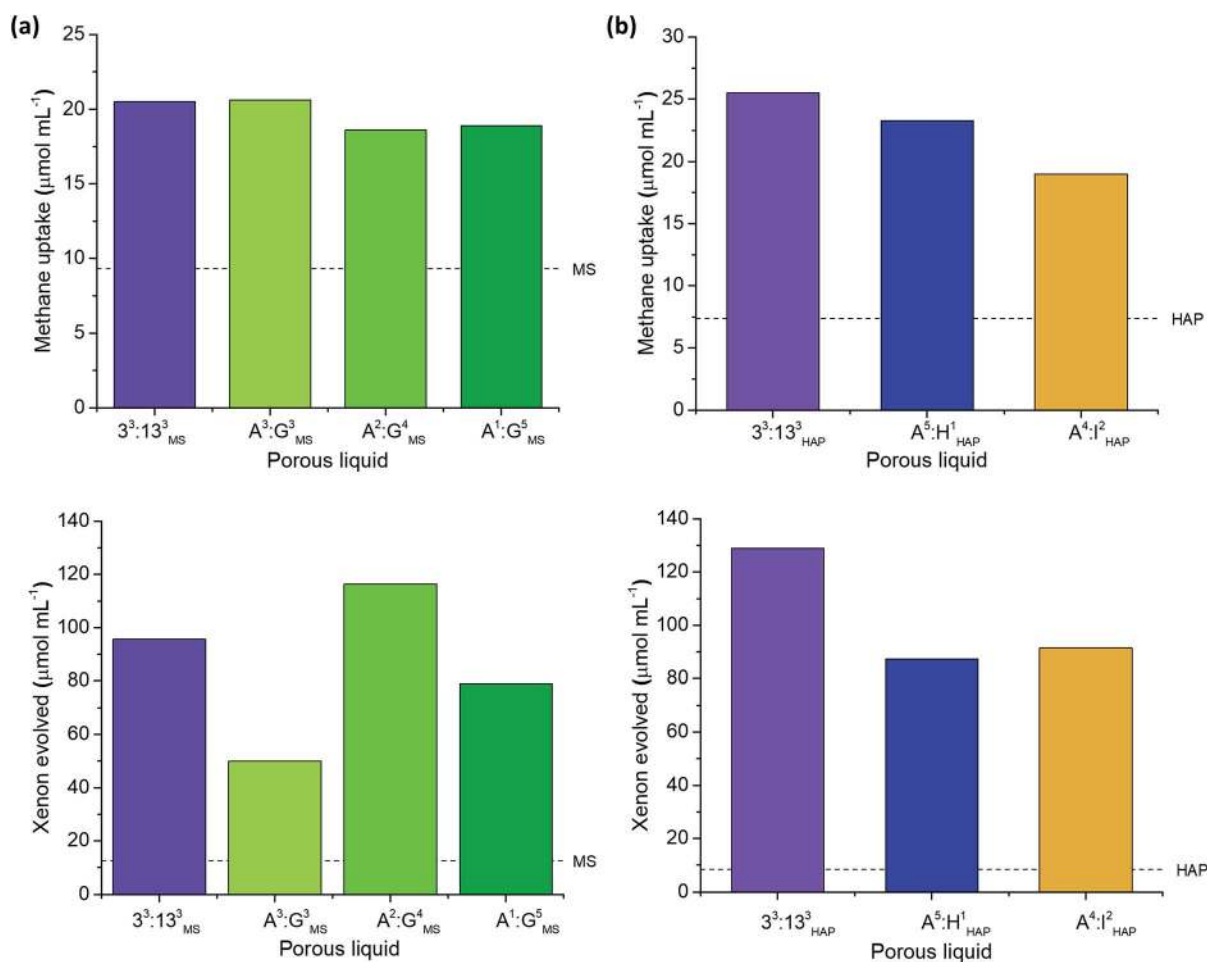 (a)
25
20
15
10
5
0
Methane uptake (μmol mL⁻¹)
MS
3³:13³MS
A³:G³MS
A²:G⁴MS
A¹:G⁵MS
Porous liquid
(b)
30
25
20
15
10
5
0
Methane uptake (μmol mL⁻¹)
HAP
3³:13³HAP
A⁵:H¹HAP
A⁴:I²HAP
Porous liquid
140
120
100
80
60
40
20
0
Xenon evolved (μmol mL⁻¹)
MS
3³:13³MS
A³:G³MS
A²:G⁴MS
A¹:G⁵MS
Porous liquid
140
120
100
80
60
40
20
0
Xenon evolved (μmol mL⁻¹)
HAP
3³:13³HAP
A⁵:H¹HAP
A⁴:I²HAP
Porous liquid